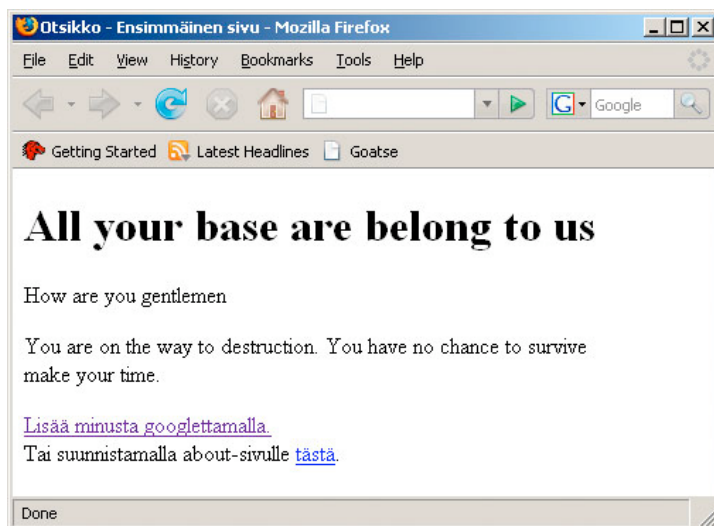 Otsikko - Ensimmäinen sivu - Mozilla Firefox
File Edit View History Bookmarks Tools Help
G Google
Getting Started Latest Headlines Goatse
All your base are belong to us
How are you gentlemen
You are on the way to destruction. You have no chance to survive
make your time.
Lisää minusta googlettamalla.
Tai suunnistamalla about-sivulle tästä.
Done